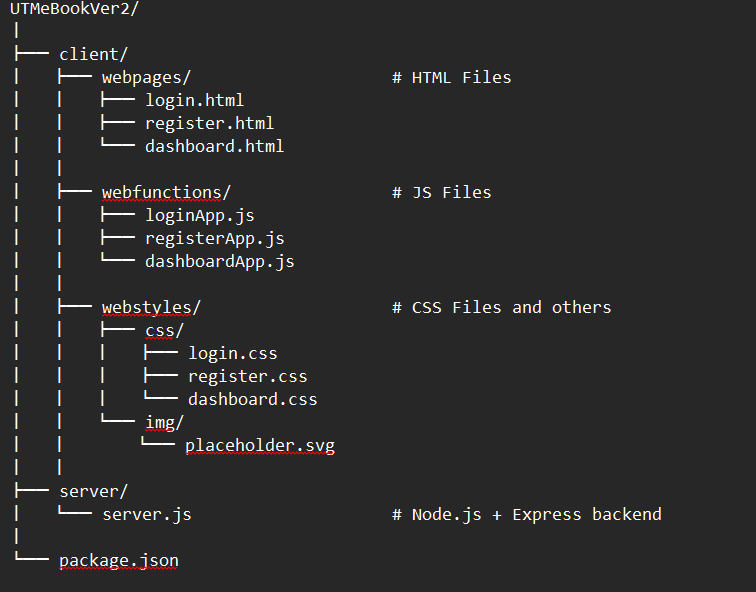 UTMeBookVer2/
│
├── client/
│   ├── webpages/                    # HTML Files
│   │   ├── login.html
│   │   ├── register.html
│   │   └── dashboard.html
│   │
│   ├── webfunctions/                # JS Files
│   │   ├── loginApp.js
│   │   ├── registerApp.js
│   │   └── dashboardApp.js
│   │
│   ├── webstyles/                   # CSS Files and others
│   │   ├── css/
│   │   │   ├── login.css
│   │   │   ├── register.css
│   │   │   └── dashboard.css
│   │   └── img/
│   │       └── placeholder.svg
│   │
├── server/
│   └── server.js                    # Node.js + Express backend
│
└── package.json